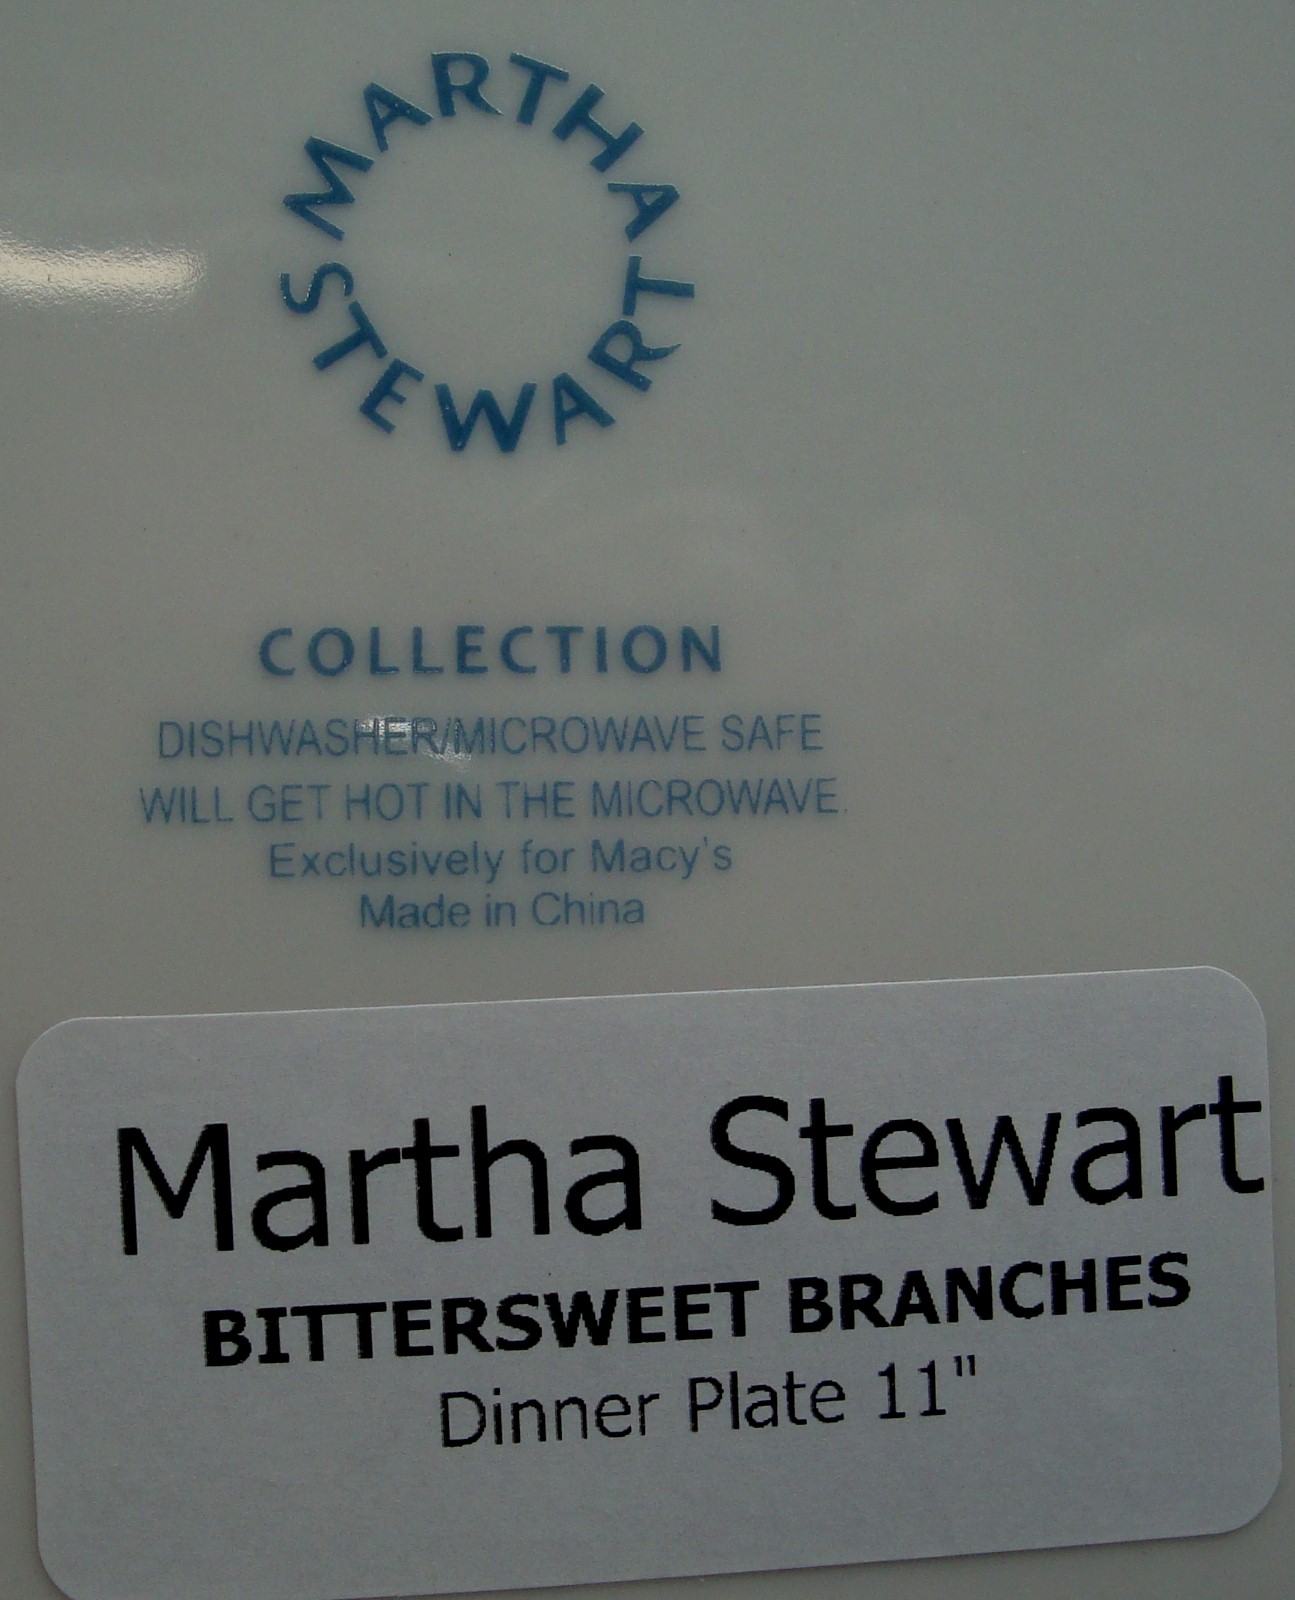 MARTHA
STEWART
COLLECTION
DISHWASHER/MICROWAVE SAFE
WILL GET HOT IN THE MICROWAVE.
Exclusively for Macy's
Made in China
Martha Stewart
BITTERSWEET BRANCHES
Dinner Plate 11"